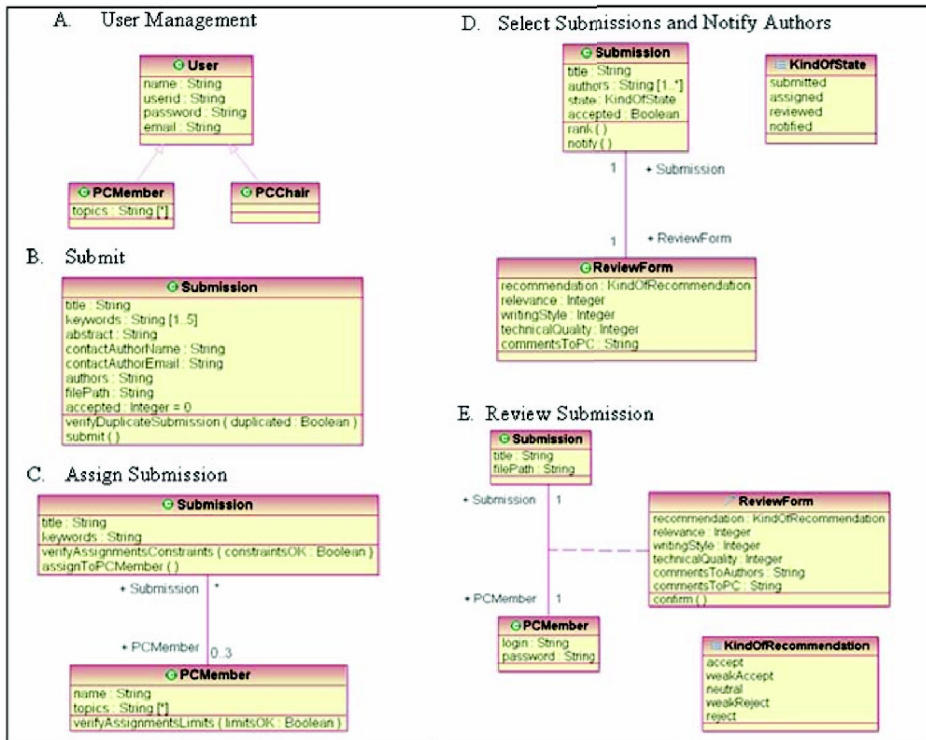 A. User Management
User
name : String
userid : String
password : String
email : String
PCMember
topics : String [*]
PCChair
B. Submit
Submission
title : String
keywords : String [1..5]
abstract : String
contactAuthorName : String
contactAuthorEmail : String
authors : String
filePath : String
accepted : Integer = 0
verifyDuplicateSubmission ( duplicated : Boolean )
submit ( )
C. Assign Submission
Submission
title : String
keywords : String
verifyAssignmentsConstraints ( constraintsOK : Boolean )
assignToPCMember ( )
+ Submission *
+ PCMember 0..3
PCMember
name : String
topics : String [*]
verifyAssignmentsLimits ( limitsOK : Boolean )
D. Select Submissions and Notify Authors
Submission
title : String
authors : String [1..*]
state : KindOfState
accepted : Boolean
rank ( )
notify ( )
KindOfState
submitted
assigned
reviewed
notified
1 + Submission
1 + ReviewForm
ReviewForm
recommendation : KindOfRecommendation
relevance : Integer
writingStyle : Integer
technicalQuality : Integer
commentsToPC : String
E. Review Submission
Submission
title : String
filePath : String
+ Submission 1
ReviewForm
recommendation : KindOfRecommendation
relevance : Integer
writingStyle : Integer
technicalQuality : Integer
commentsToAuthors : String
commentsToPC : String
confirm ( )
+ PCMember 1
PCMember
login : String
password : String
KindOfRecommendation
accept
weakAccept
neutral
weakReject
reject